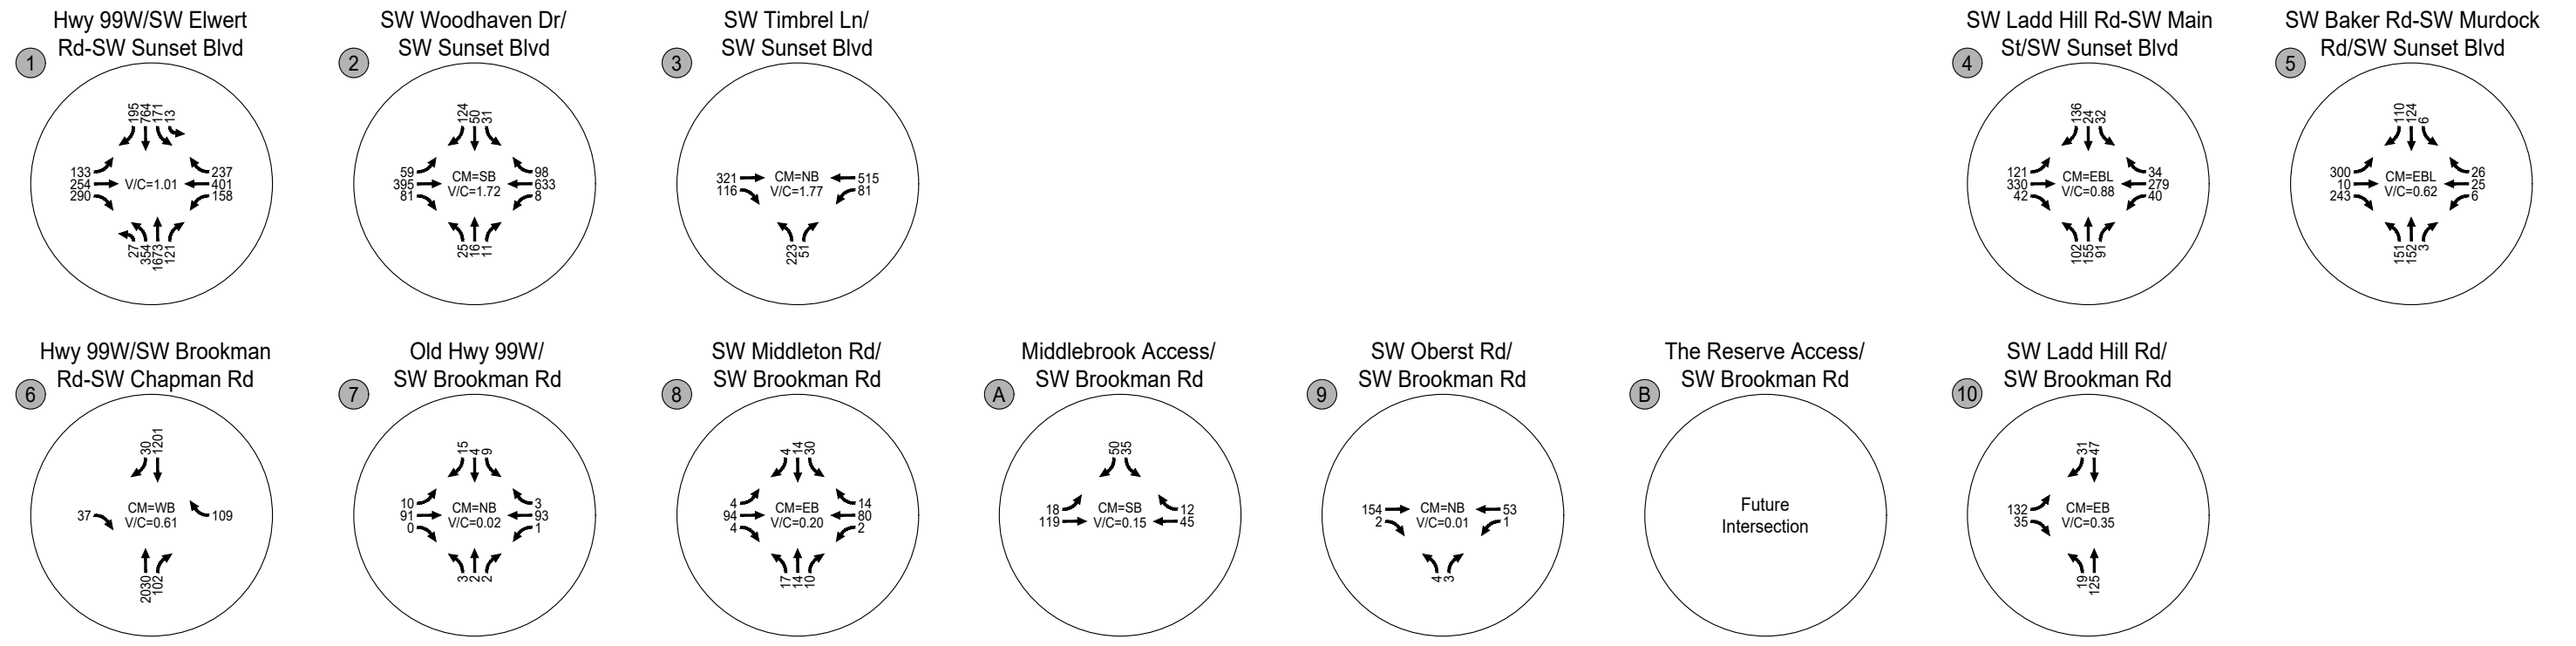 Hwy 99W/SW Elwert
Rd-SW Sunset Blvd
1
195
764
171
13
133
254
290
V/C=1.01
237
401
158
27
354
1673
121
SW Woodhaven Dr/
SW Sunset Blvd
2
124
50
31
59
395
81
CM=SB
V/C=1.72
98
633
8
25
16
11
SW Timbrel Ln/
SW Sunset Blvd
3
321
116
CM=NB
V/C=1.77
515
81
223
51
SW Ladd Hill Rd-SW Main
St/SW Sunset Blvd
4
136
24
32
121
330
42
CM=EBL
V/C=0.88
34
279
40
102
155
91
SW Baker Rd-SW Murdock
Rd/SW Sunset Blvd
5
110
124
6
300
10
243
CM=EBL
V/C=0.62
26
25
6
151
152
3
Hwy 99W/SW Brookman
Rd-SW Chapman Rd
6
30
1201
37
CM=WB
V/C=0.61
109
2030
102
Old Hwy 99W/
SW Brookman Rd
7
15
4
9
10
91
0
CM=NB
V/C=0.02
3
93
1
3
2
2
SW Middleton Rd/
SW Brookman Rd
8
4
14
30
4
94
4
CM=EB
V/C=0.20
14
80
2
17
14
10
Middlebrook Access/
SW Brookman Rd
A
50
35
18
119
CM=SB
V/C=0.15
12
45
SW Oberst Rd/
SW Brookman Rd
9
154
2
CM=NB
V/C=0.01
53
1
4
3
The Reserve Access/
SW Brookman Rd
B
Future
Intersection
SW Ladd Hill Rd/
SW Brookman Rd
10
31
47
132
35
CM=EB
V/C=0.35
19
125